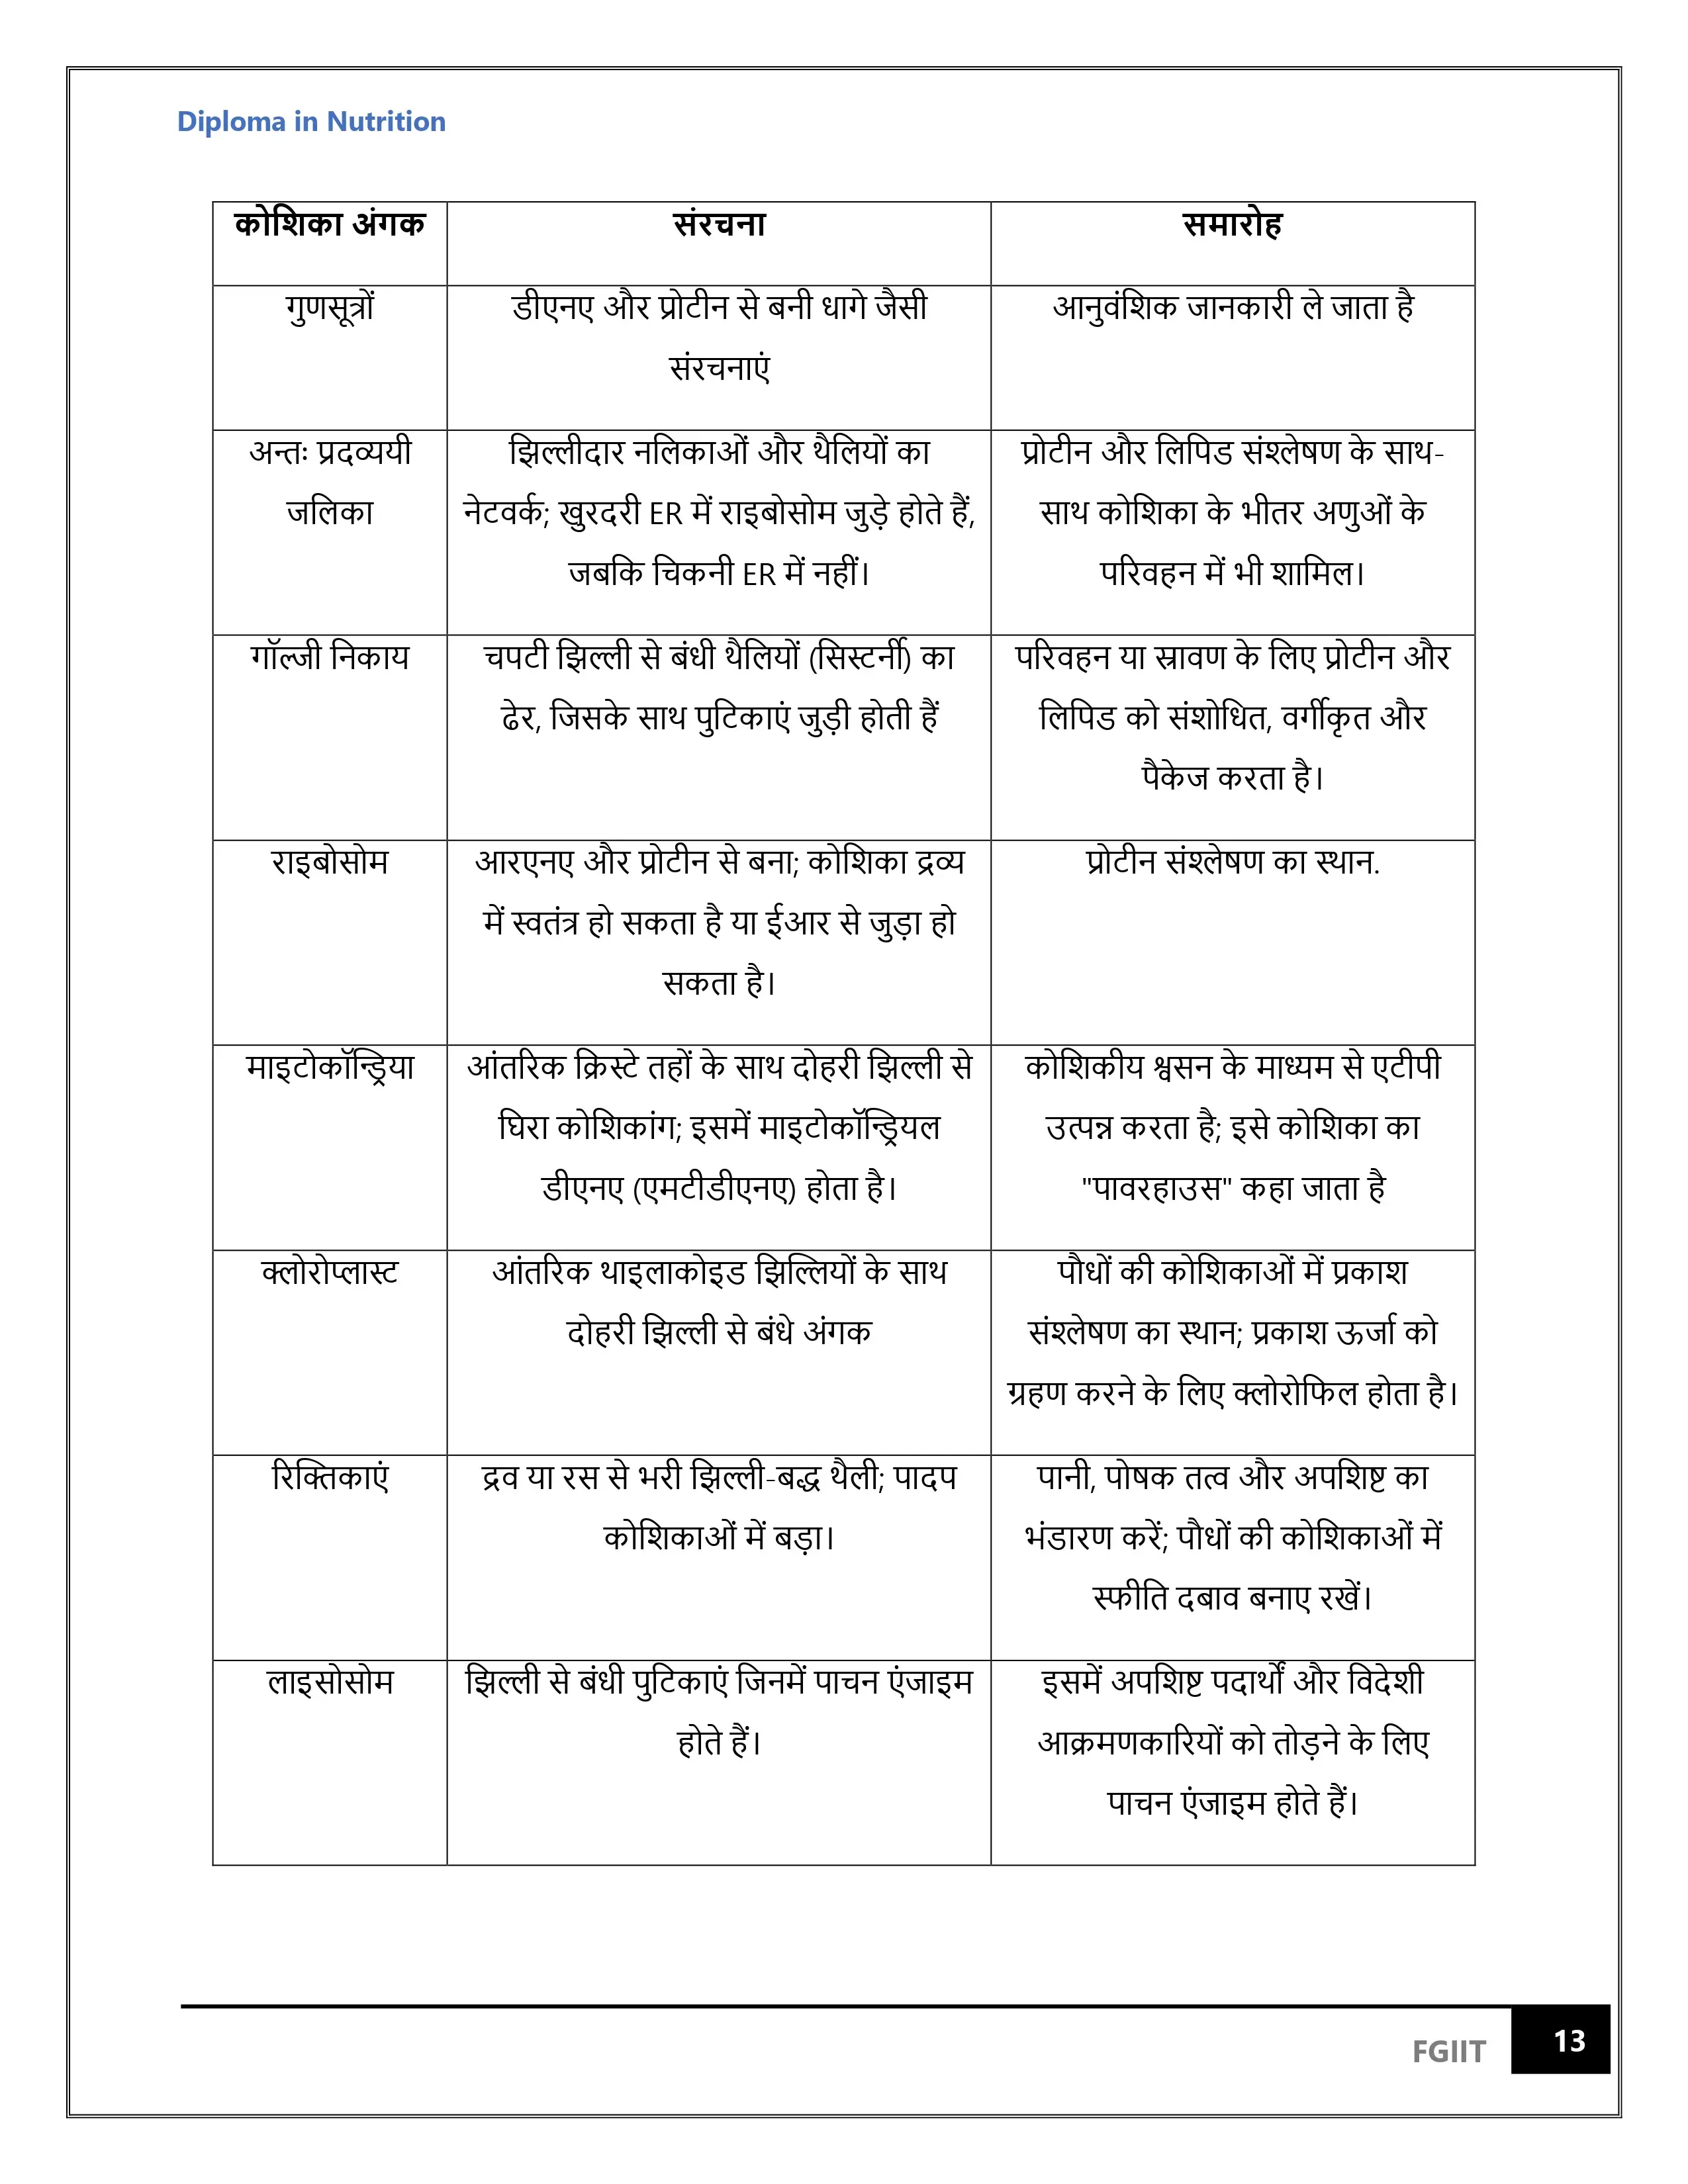 Diploma in Nutrition
कोशिका अंगक
संरचना
समारोह
गुणसूत्रों
डीएनए और प्रोटीन से बनी धागे जैसी
संरचनाएं
आनुवंशिक जानकारी ले जाता है
अन्तः प्रदव्ययी
जलिका
झिल्लीदार नलिकाओं और थैलियों का
नेटवर्क; खुरदरी ER में राइबोसोम जुड़े होते हैं,
जबकि चिकनी ER में नहीं।
प्रोटीन और लिपिड संश्लेषण के साथ-
साथ कोशिका के भीतर अणुओं के
परिवहन में भी शामिल।
गॉल्जी निकाय
चपटी झिल्ली से बंधी थैलियों (सिस्टर्नी) का
ढेर, जिसके साथ पुटिकाएं जुड़ी होती हैं
परिवहन या स्रावण के लिए प्रोटीन और
लिपिड को संशोधित, वर्गीकृत और
पैकेज करता है।
राइबोसोम
आरएनए और प्रोटीन से बना; कोशिका द्रव्य
में स्वतंत्र हो सकता है या ईआर से जुड़ा हो
सकता है।
प्रोटीन संश्लेषण का स्थान.
माइटोकॉन्ड्रिया
आंतरिक क्रिस्टे तहों के साथ दोहरी झिल्ली से
घिरा कोशिकांग; इसमें माइटोकॉन्ड्रियल
डीएनए (एमटीडीएनए) होता है।
कोशिकीय श्वसन के माध्यम से एटीपी
उत्पन्न करता है; इसे कोशिका का
"पावरहाउस" कहा जाता है
क्लोरोप्लास्ट
आंतरिक थाइलाकोइड झिल्लियों के साथ
दोहरी झिल्ली से बंधे अंगक
पौधों की कोशिकाओं में प्रकाश
संश्लेषण का स्थान; प्रकाश ऊर्जा को
ग्रहण करने के लिए क्लोरोफिल होता है।
रिक्तिकाएं
द्रव या रस से भरी झिल्ली-बद्ध थैली; पादप
कोशिकाओं में बड़ा।
पानी, पोषक तत्व और अपशिष्ट का
भंडारण करें; पौधों की कोशिकाओं में
स्फीति दबाव बनाए रखें।
लाइसोसोम
झिल्ली से बंधी पुटिकाएं जिनमें पाचन एंजाइम
होते हैं।
इसमें अपशिष्ट पदार्थों और विदेशी
आक्रमणकारियों को तोड़ने के लिए
पाचन एंजाइम होते हैं।
FGIIT
13